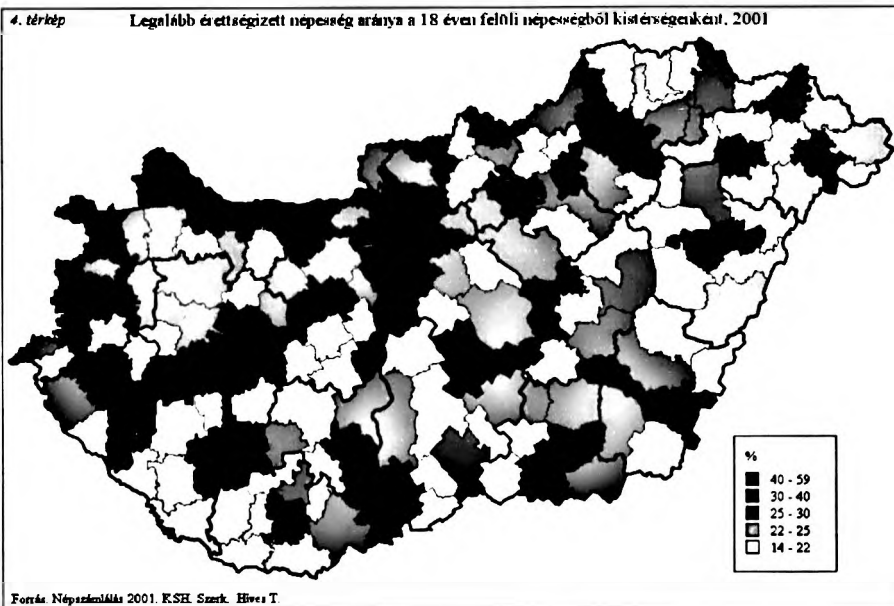 4. térkép
Legalább érettségizett népesség aránya a 18 éven felüli népességből kistérségenként, 2001
%
40 - 59
30 - 40
25 - 30
22 - 25
14 - 22
Forrás. Népszámlálás 2001. KSH. Szerk. Híves T.